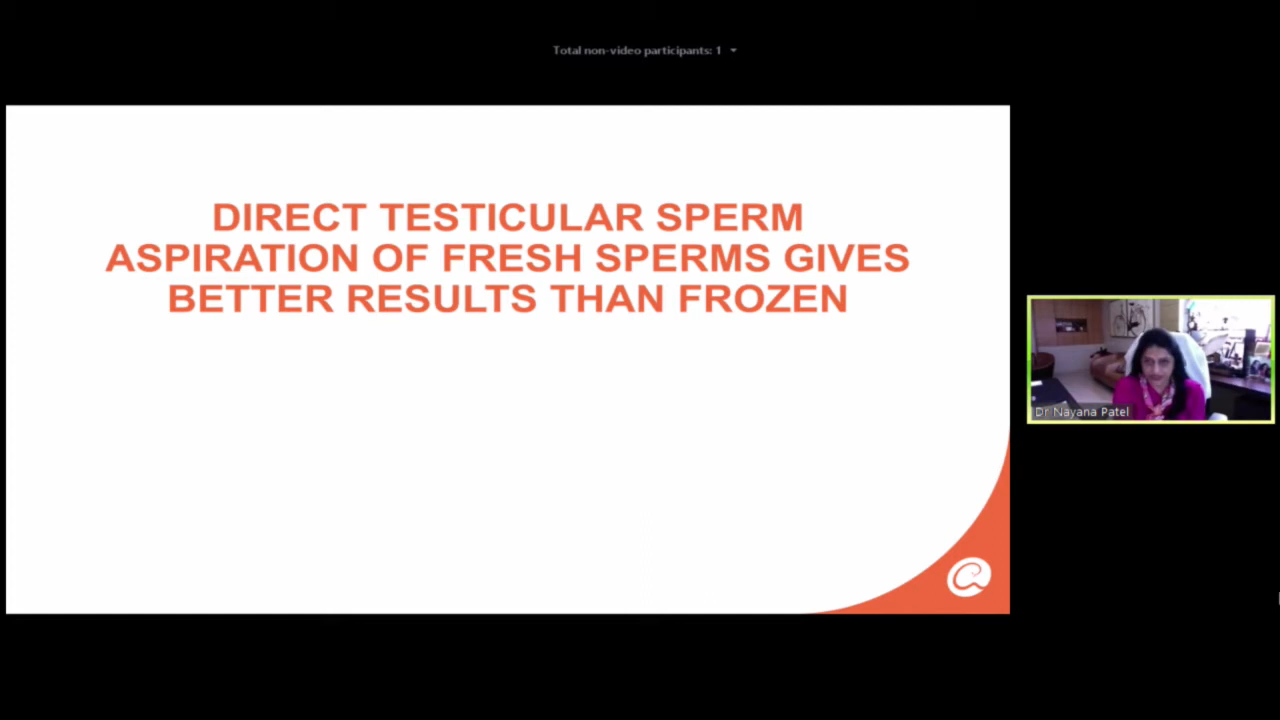 Total non-video participants: 1
DIRECT TESTICULAR SPERM
ASPIRATION OF FRESH SPERMS GIVES
BETTER RESULTS THAN FROZEN
Dr Nayana Patel